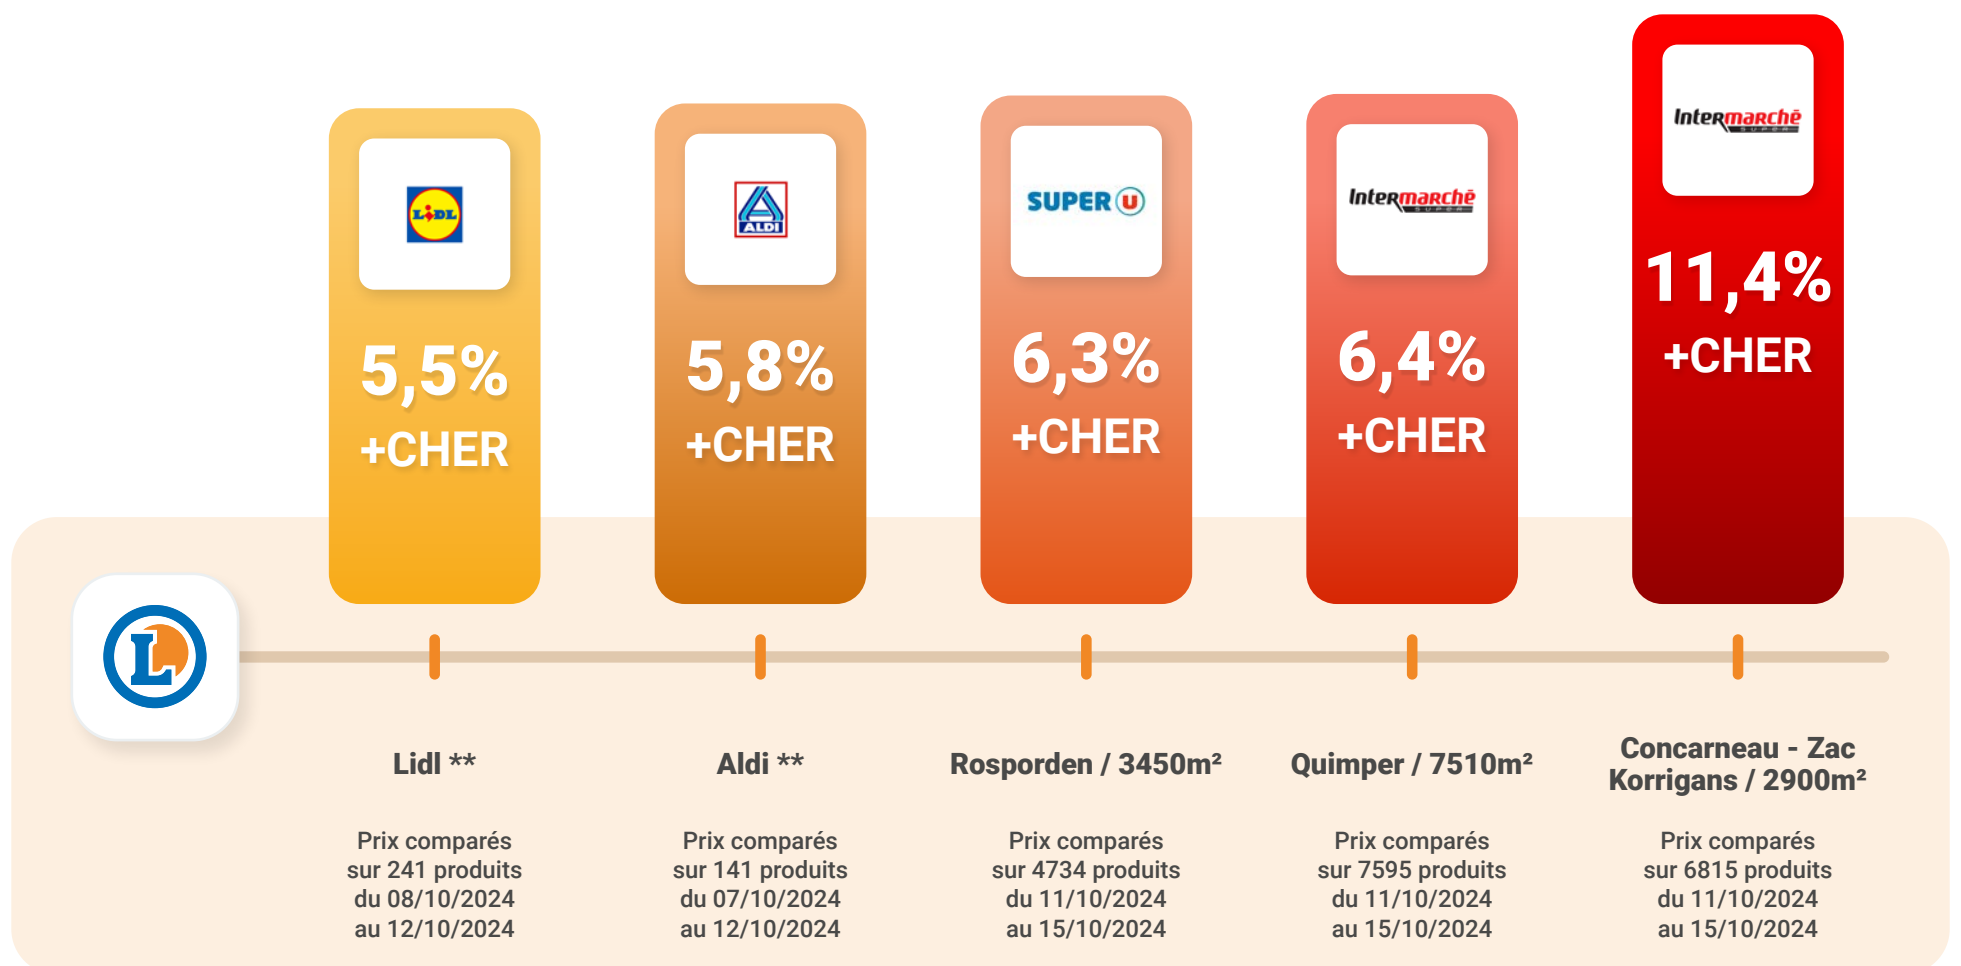 LIDL
5,5%
+CHER
ALDI
5,8%
+CHER
SUPER U
6,3%
+CHER
Intermarchē
SUPER
6,4%
+CHER
Intermarchē
SUPER
11,4%
+CHER
L
Lidl **
Prix comparés
sur 241 produits
du 08/10/2024
au 12/10/2024
Aldi **
Prix comparés
sur 141 produits
du 07/10/2024
au 12/10/2024
Rosporden / 3450m²
Prix comparés
sur 4734 produits
du 11/10/2024
au 15/10/2024
Quimper / 7510m²
Prix comparés
sur 7595 produits
du 11/10/2024
au 15/10/2024
Concarneau - Zac
Korrigans / 2900m²
Prix comparés
sur 6815 produits
du 11/10/2024
au 15/10/2024